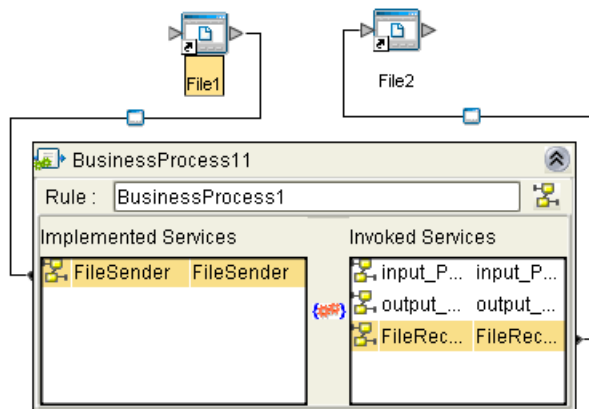 File1
File2
BusinessProcess11
Rule : BusinessProcess1
Implemented Services Invoked Services
FileSender FileSender input_P... input_P...
output_... output_...
FileRec... FileRec...